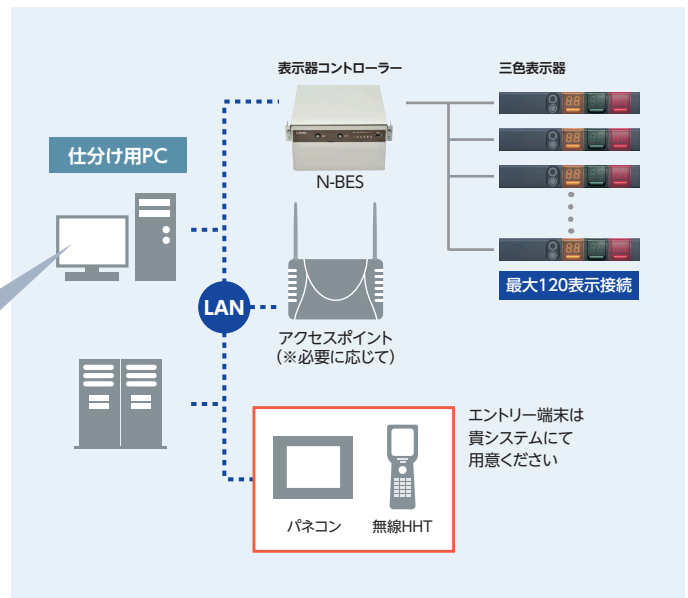 表示器コントローラー
三色表示器
仕分け用PC
N-BES
最大120表示接続
LAN
アクセスポイント
（※必要に応じて）
エントリー端末は
貴システムにて
用意ください
パネコン
無線HHT